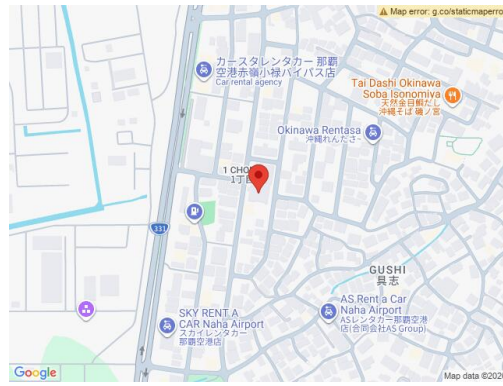 Map error: g.co/staticmaperro
カースタレンタカー 那覇
空港赤嶺小禄バイパス店
Car rental agency
Tai Dashi Okinawa
Soba Isonomiya
天然金目鯛だし
沖縄そば 磯ノ宮
Okinawa Rentasa
沖縄れんたさ~
1 CHO
1丁目
331
GUSHI
具志
AS Rent a Car
Naha Airport
ASレンタカー那覇空港
店(合同会社AS Group)
SKY RENT A
CAR Naha Airport
スカイレンタカー
那覇空港店
Google
Map data ©202